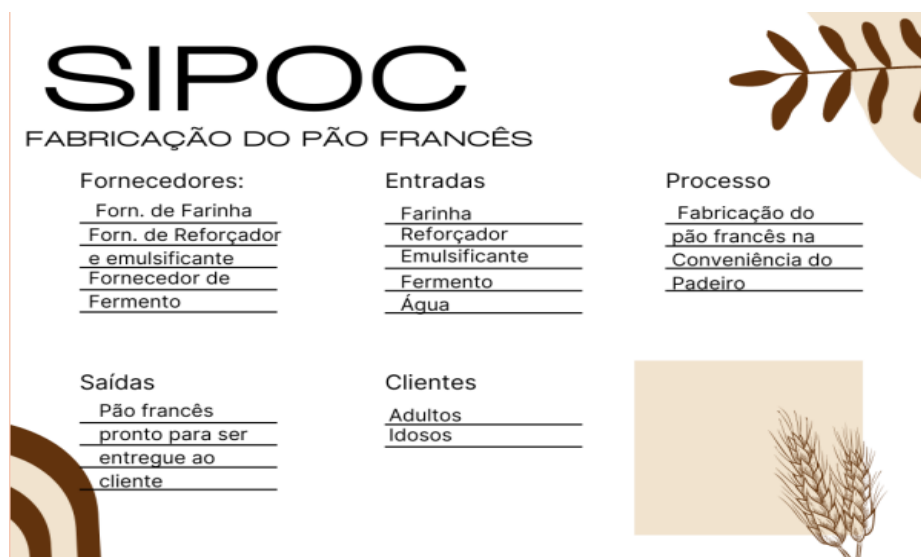 SIPOC
FABRICAÇÃO DO PÃO FRANCÊS
Fornecedores:
Forn. de Farinha
Forn. de Reforçador
e emulsificante
Fornecedor de
Fermento
Entradas
Farinha
Reforçador
Emulsificante
Fermento
Água
Processo
Fabricação do
pão francês na
Conveniência do
Padeiro
Saídas
Pão francês
pronto para ser
entregue ao
cliente
Clientes
Adultos
Idosos